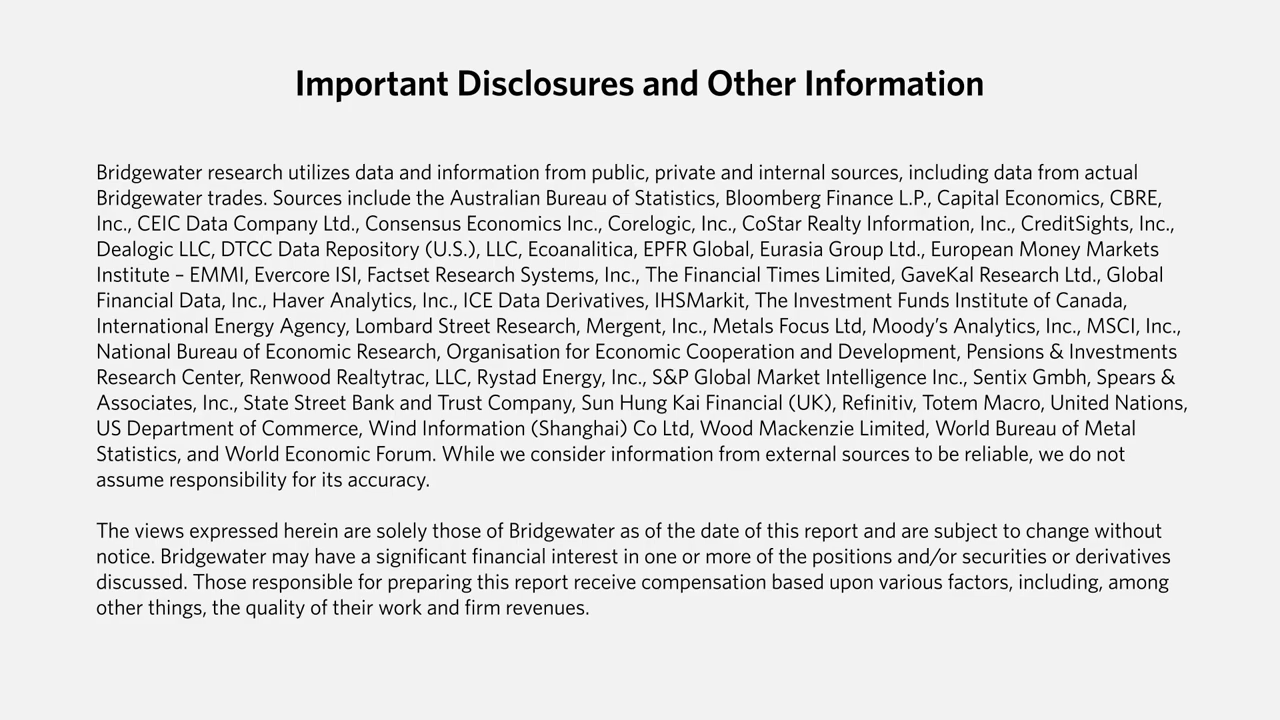 Important Disclosures and Other Information
Bridgewater research utilizes data and information from public, private and internal sources, including data from actual
Bridgewater trades. Sources include the Australian Bureau of Statistics, Bloomberg Finance L.P., Capital Economics, CBRE,
Inc., CEIC Data Company Ltd., Consensus Economics Inc., Corelogic, Inc., CoStar Realty Information, Inc., CreditSights, Inc.,
Dealogic LLC, DTCC Data Repository (U.S.), LLC, Ecoanalitica, EPFR Global, Eurasia Group Ltd., European Money Markets
Institute – EMMI, Evercore ISI, Factset Research Systems, Inc., The Financial Times Limited, GaveKal Research Ltd., Global
Financial Data, Inc., Haver Analytics, Inc., ICE Data Derivatives, IHSMarkit, The Investment Funds Institute of Canada,
International Energy Agency, Lombard Street Research, Mergent, Inc., Metals Focus Ltd, Moody’s Analytics, Inc., MSCI, Inc.,
National Bureau of Economic Research, Organisation for Economic Cooperation and Development, Pensions & Investments
Research Center, Renwood Realtytrac, LLC, Rystad Energy, Inc., S&P Global Market Intelligence Inc., Sentix Gmbh, Spears &
Associates, Inc., State Street Bank and Trust Company, Sun Hung Kai Financial (UK), Refinitiv, Totem Macro, United Nations,
US Department of Commerce, Wind Information (Shanghai) Co Ltd, Wood Mackenzie Limited, World Bureau of Metal
Statistics, and World Economic Forum. While we consider information from external sources to be reliable, we do not
assume responsibility for its accuracy.
The views expressed herein are solely those of Bridgewater as of the date of this report and are subject to change without
notice. Bridgewater may have a significant financial interest in one or more of the positions and/or securities or derivatives
discussed. Those responsible for preparing this report receive compensation based upon various factors, including, among
other things, the quality of their work and firm revenues.